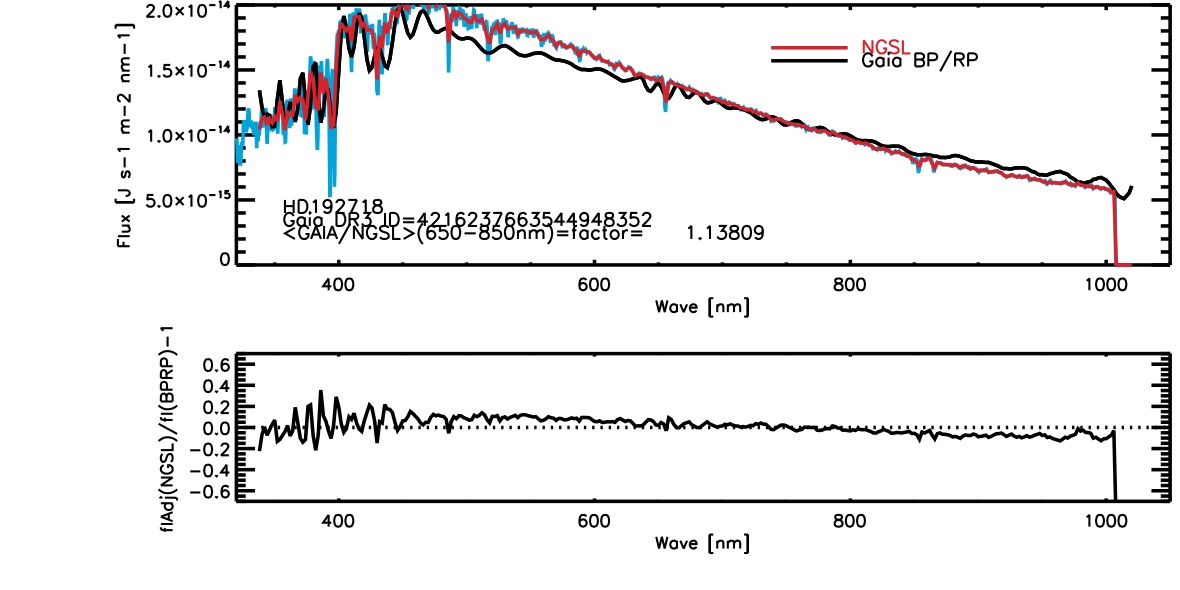 2.0×10−14
1.5×10−14
1.0×10−14
5.0×10−15
0
Flux [J s−1 m−2 nm−1]
NGSL
Gaia BP/RP
HD192718
Gaia DR3 ID=4216237663544948352
<GAIA/NGSL>(650−850nm)=factor= 1.13809
400 600 800 1000
Wave [nm]
flAdj(NGSL)/fl(BPRP)−1
0.6
0.4
0.2
0.0
−0.2
−0.4
−0.6
400 600 800 1000
Wave [nm]